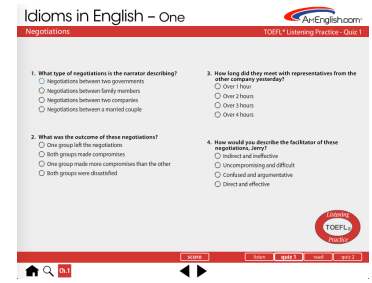 Idioms in English – One
AmEnglish.com®
Negotiations
TOEFL® Listening Practice - Quiz 1
1. What type of negotiations is the narrator describing?
Negotiations between two governments
Negotiations between family members
Negotiations between two companies
Negotiations between a married couple
2. What was the outcome of these negotiations?
One group left the negotiations
Both groups made compromises
One group made more compromises than the other
Both groups were dissatisfied
3. How long did they meet with representatives from the
other company yesterday?
Over 1 hour
Over 2 hours
Over 3 hours
Over 4 hours
4. How would you describe the facilitator of these
negotiations, Jerry?
Indirect and ineffective
Uncompromising and difficult
Confused and argumentative
Direct and effective
Listening
TOEFL®
Practice
score
listen
quiz 1
read
quiz 2
Ch.1